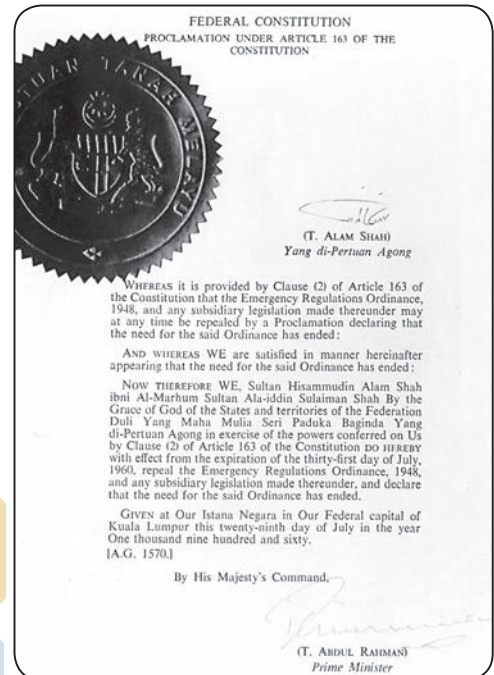 FEDERAL CONSTITUTION
PROCLAMATION UNDER ARTICLE 163 OF THE
CONSTITUTION
PERSEKUTUAN TANAH MELAYU
(T. ALAM SHAH)
Yang di-Pertuan Agong
WHEREAS it is provided by Clause (2) of Article 163 of
the Constitution that the Emergency Regulations Ordinance,
1948, and any subsidiary legislation made thereunder may
at any time be repealed by a Proclamation declaring that
the need for the said Ordinance has ended:
AND WHEREAS WE are satisfied in manner hereinafter
appearing that the need for the said Ordinance has ended:
NOW THEREFORE WE, Sultan Hisammudin Alam Shah
ibni Al-Marhum Sultan Ala-iddin Sulaiman Shah By the
Grace of God of the States and territories of the Federation
Duli Yang Maha Mulia Seri Paduka Baginda Yang
di-Pertuan Agong in exercise of the powers conferred on Us
by Clause (2) of Article 163 of the Constitution DO HEREBY
with effect from the expiration of the thirty-first day of July,
1960, repeal the Emergency Regulations Ordinance, 1948,
and any subsidiary legislation made thereunder, and declare
that the need for the said Ordinance has ended.
GIVEN at Our Istana Negara in Our Federal capital of
Kuala Lumpur this twenty-ninth day of July in the year
One thousand nine hundred and sixty.
[A.G. 1570.]
By His Majesty's Command,
(T. ABDUL RAHMAN)
Prime Minister